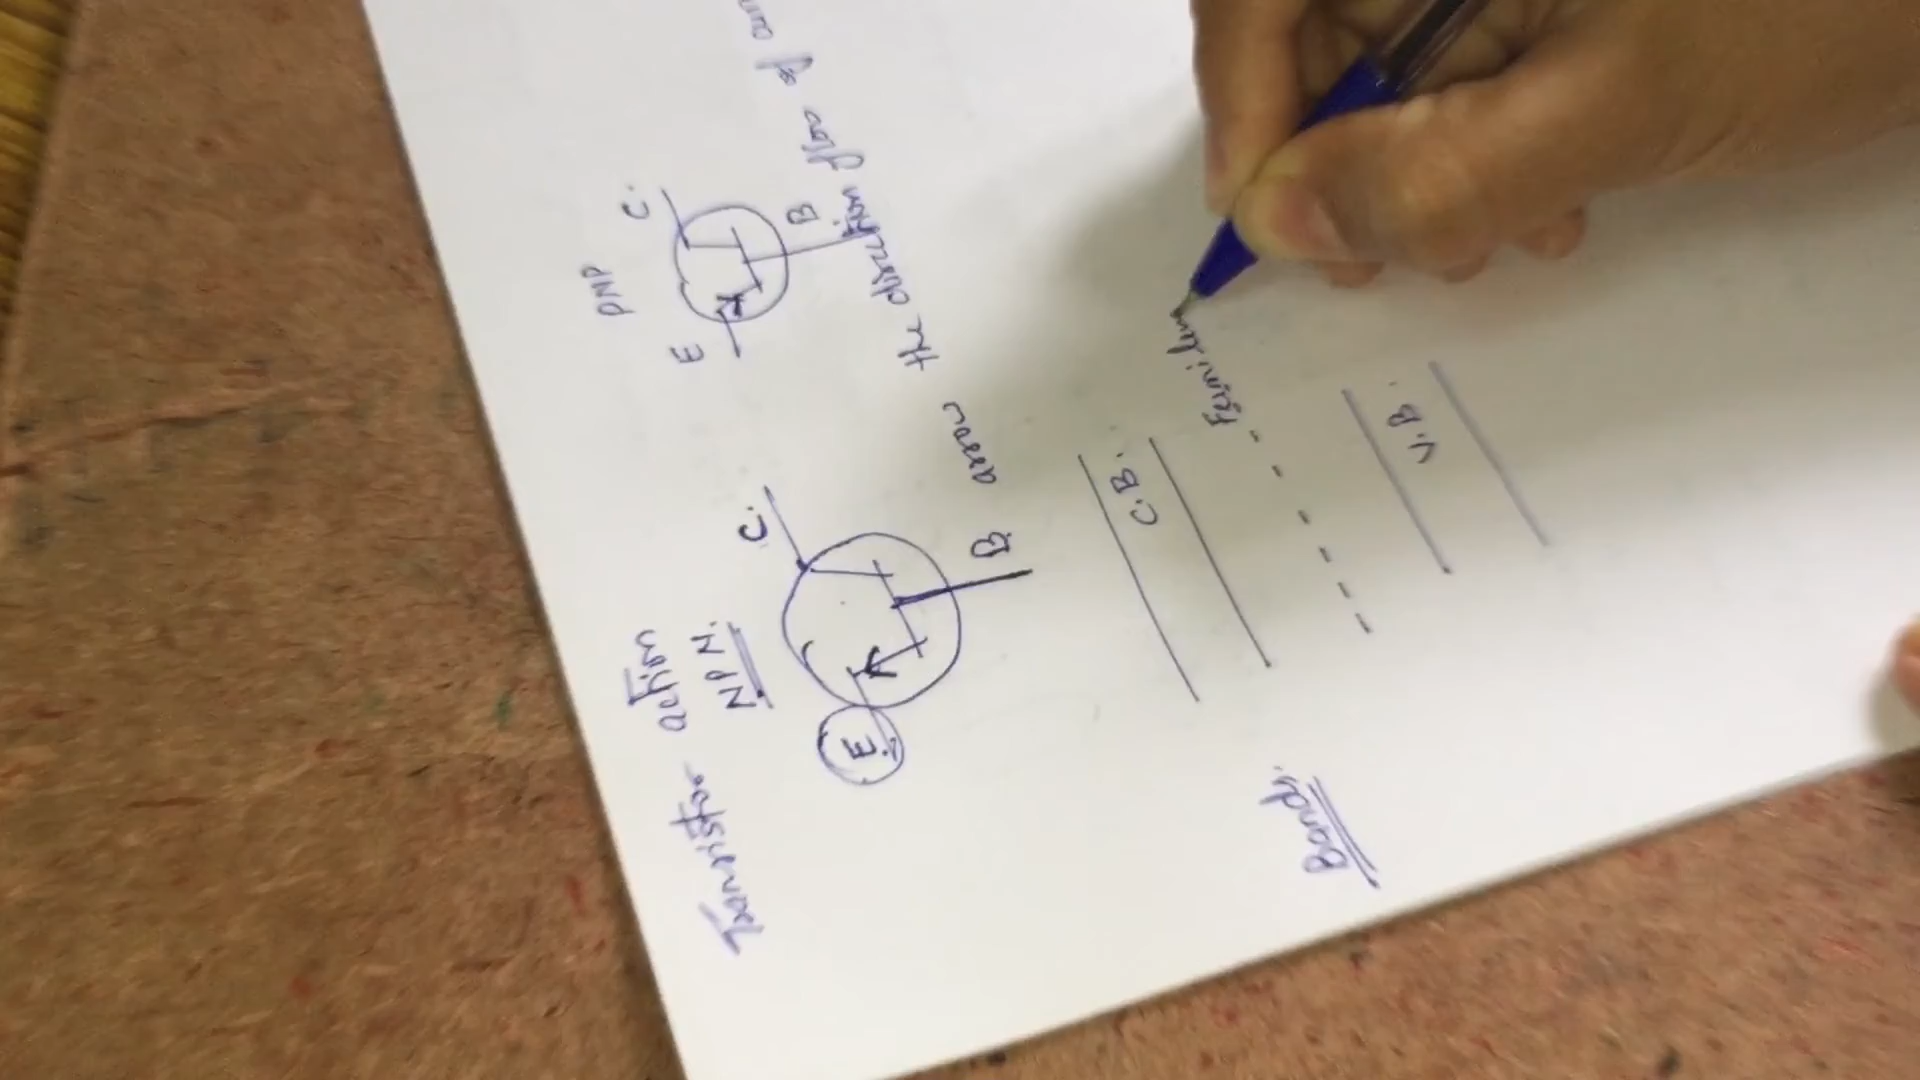 Transistor action
NPN. PNP
C. C.
E B E B
arrow the direction flow of
Bands.
C.B.
Fermi
V.B.